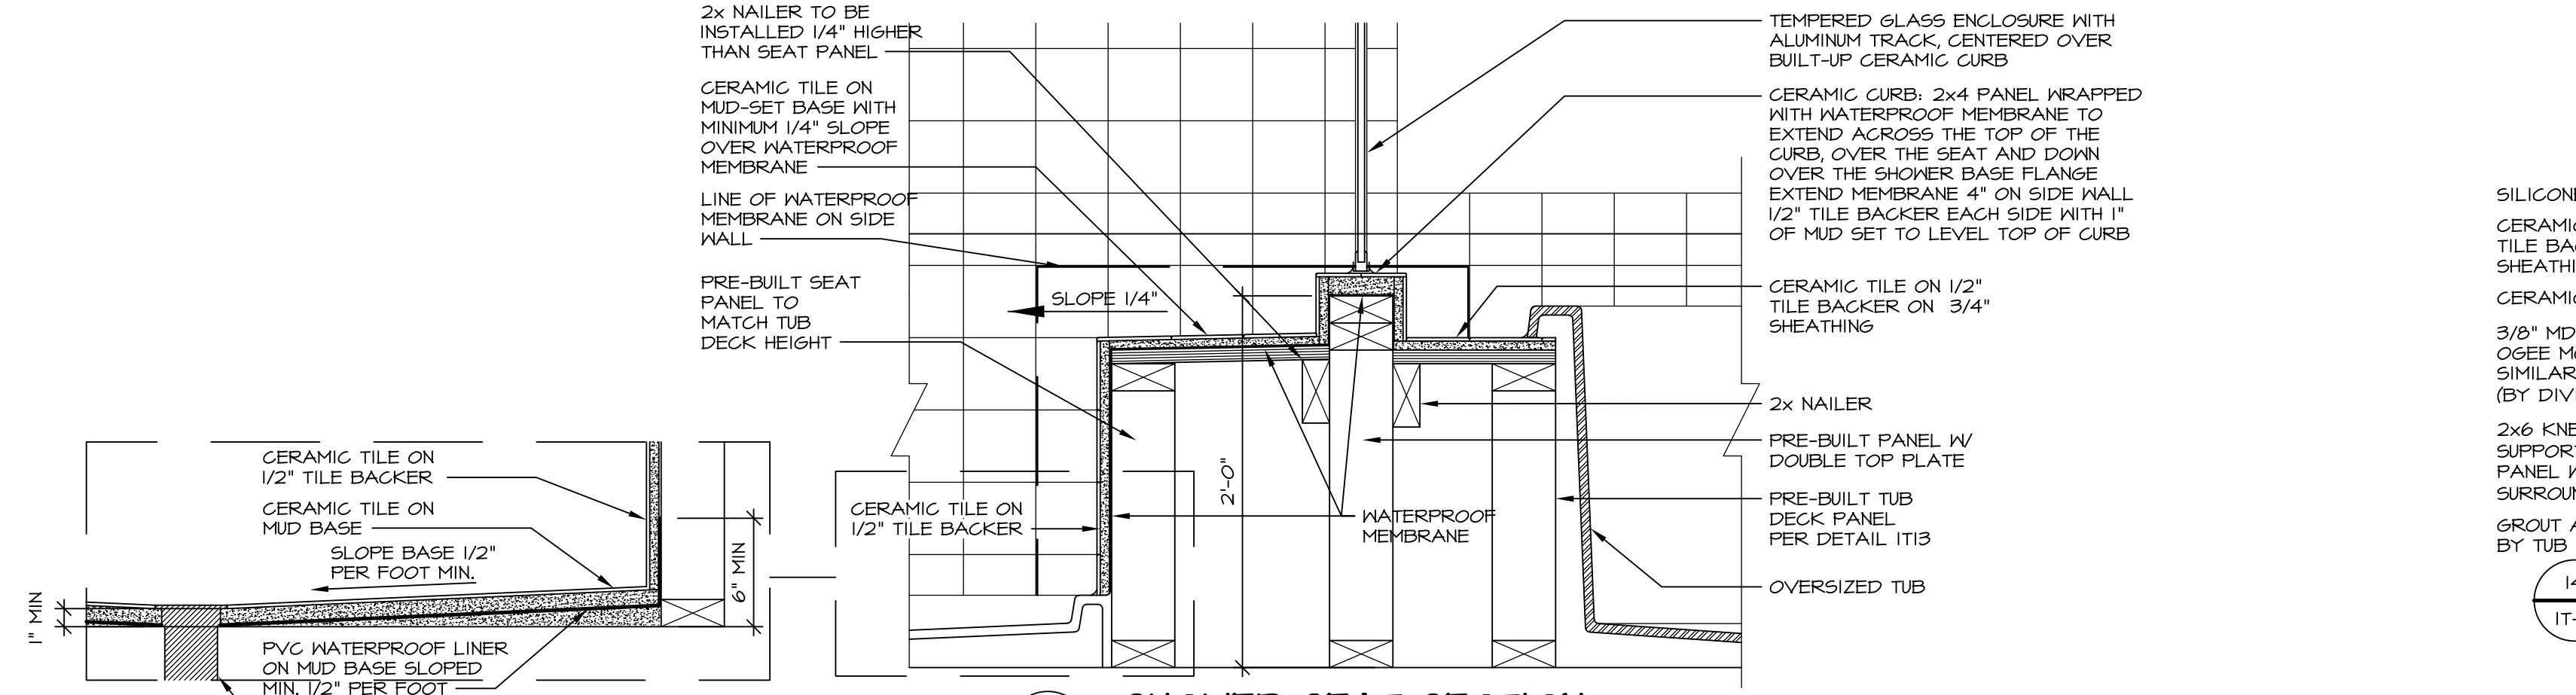 2x NAILER TO BE
INSTALLED 1/4" HIGHER
THAN SEAT PANEL
CERAMIC TILE ON
MUD-SET BASE WITH
MINIMUM 1/4" SLOPE
OVER WATERPROOF
MEMBRANE
LINE OF WATERPROOF
MEMBRANE ON SIDE
WALL
PRE-BUILT SEAT
PANEL TO
MATCH TUB
DECK HEIGHT
SLOPE 1/4"
2'-0"
CERAMIC TILE ON
1/2" TILE BACKER
WATERPROOF
MEMBRANE
TEMPERED GLASS ENCLOSURE WITH
ALUMINUM TRACK, CENTERED OVER
BUILT-UP CERAMIC CURB
CERAMIC CURB: 2x4 PANEL WRAPPED
WITH WATERPROOF MEMBRANE TO
EXTEND ACROSS THE TOP OF THE
CURB, OVER THE SEAT AND DOWN
OVER THE SHOWER BASE FLANGE
EXTEND MEMBRANE 4" ON SIDE WALL
1/2" TILE BACKER EACH SIDE WITH 1"
OF MUD SET TO LEVEL TOP OF CURB
CERAMIC TILE ON 1/2"
TILE BACKER ON 3/4"
SHEATHING
2x NAILER
PRE-BUILT PANEL W/
DOUBLE TOP PLATE
PRE-BUILT TUB
DECK PANEL
PER DETAIL IT13
OVERSIZED TUB
CERAMIC TILE ON
1/2" TILE BACKER
CERAMIC TILE ON
MUD BASE
SLOPE BASE 1/2"
PER FOOT MIN.
1" MIN
6" MIN
PVC WATERPROOF LINER
ON MUD BASE SLOPED
MIN. 1/2" PER FOOT
3/8"
2x6
SUPPORT
PANEL
GROUT
BY TUB